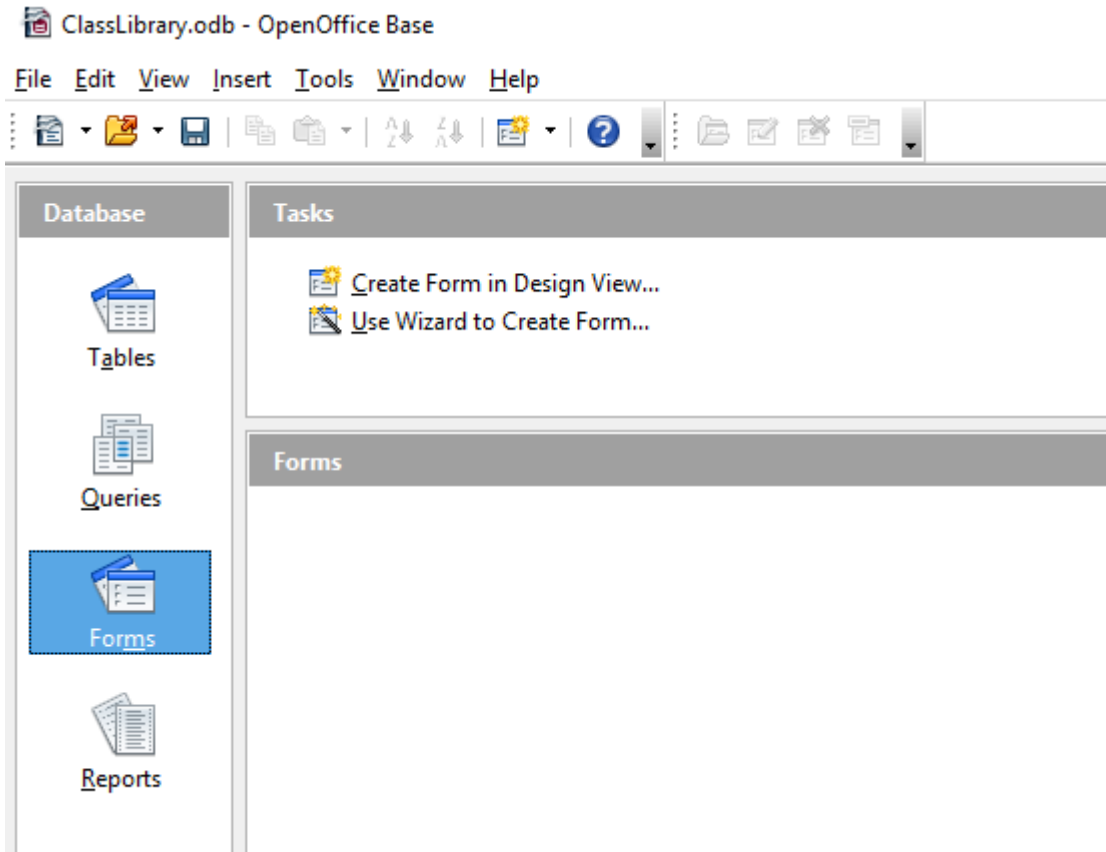 ClassLibrary.odb - OpenOffice Base
File Edit View Insert Tools Window Help
Database
Tables
Queries
Forms
Reports
Tasks
Create Form in Design View...
Use Wizard to Create Form...
Forms